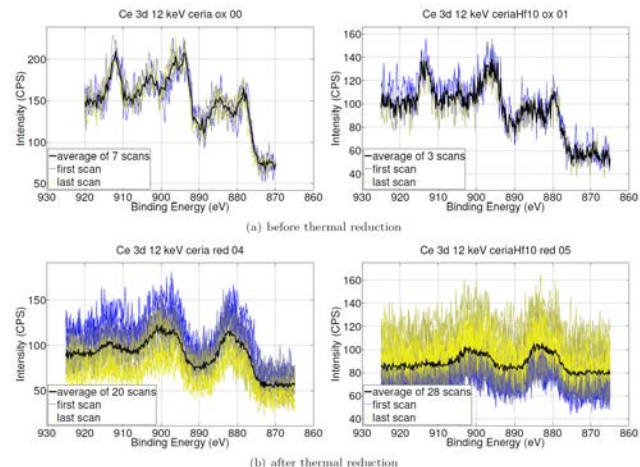 Ce 3d 12 keV ceria ox 00
Intensity (CPS)
200
150
100
50
average of 7 scans
first scan
last scan
930 920 910 900 890 880 870 860
Binding Energy (eV)
Ce 3d 12 keV ceriaHf10 ox 01
Intensity (CPS)
160
140
120
100
80
60
40
average of 3 scans
first scan
last scan
930 920 910 900 890 880 870 860
Binding Energy (eV)
(a) before thermal reduction
Ce 3d 12 keV ceria red 04
Intensity (CPS)
150
100
50
average of 20 scans
first scan
last scan
930 920 910 900 890 880 870 860
Binding Energy (eV)
Ce 3d 12 keV ceriaHf10 red 05
Intensity (CPS)
160
140
120
100
80
60
40
average of 28 scans
first scan
last scan
930 920 910 900 890 880 870 860
Binding Energy (eV)
(b) after thermal reduction